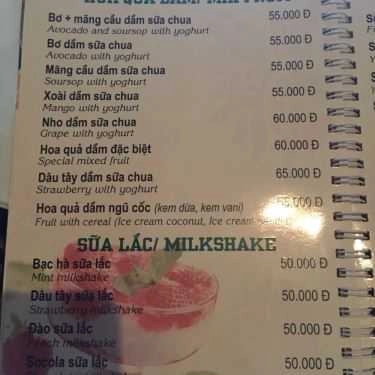 HOA QUẢ DẦM/
Bơ + mãng cầu dầm sữa chua 55.000 Đ
Avocado and soursop with yoghurt
Bơ dầm sữa chua 55.000 Đ
Avocado with yoghurt
Mãng cầu dầm sữa chua 55.000 Đ
Soursop with yoghurt
Xoài dầm sữa chua 55.000 Đ
Mango with yoghurt
Nho dầm sữa chua 60.000 Đ
Grape with yoghurt
Hoa quả dầm đặc biệt 60.000 Đ
Special mixed fruit
Dâu tây dầm sữa chua 65.000 Đ
Strawberry with yoghurt
Hoa quả dầm ngũ cốc (kem dừa, kem vani) 55.000 Đ
Fruit with cereal (Ice cream coconut, Ice cream
SỮA LẮC/ MILKSHAKE
Bạc hà sữa lắc 50.000 Đ
Mint milkshake
Dâu tây sữa lắc 50.000 Đ
Strawberry milkshake
Đào sữa lắc 50.000 Đ
Peach milkshake
Socola sữa lắc 50.000 Đ